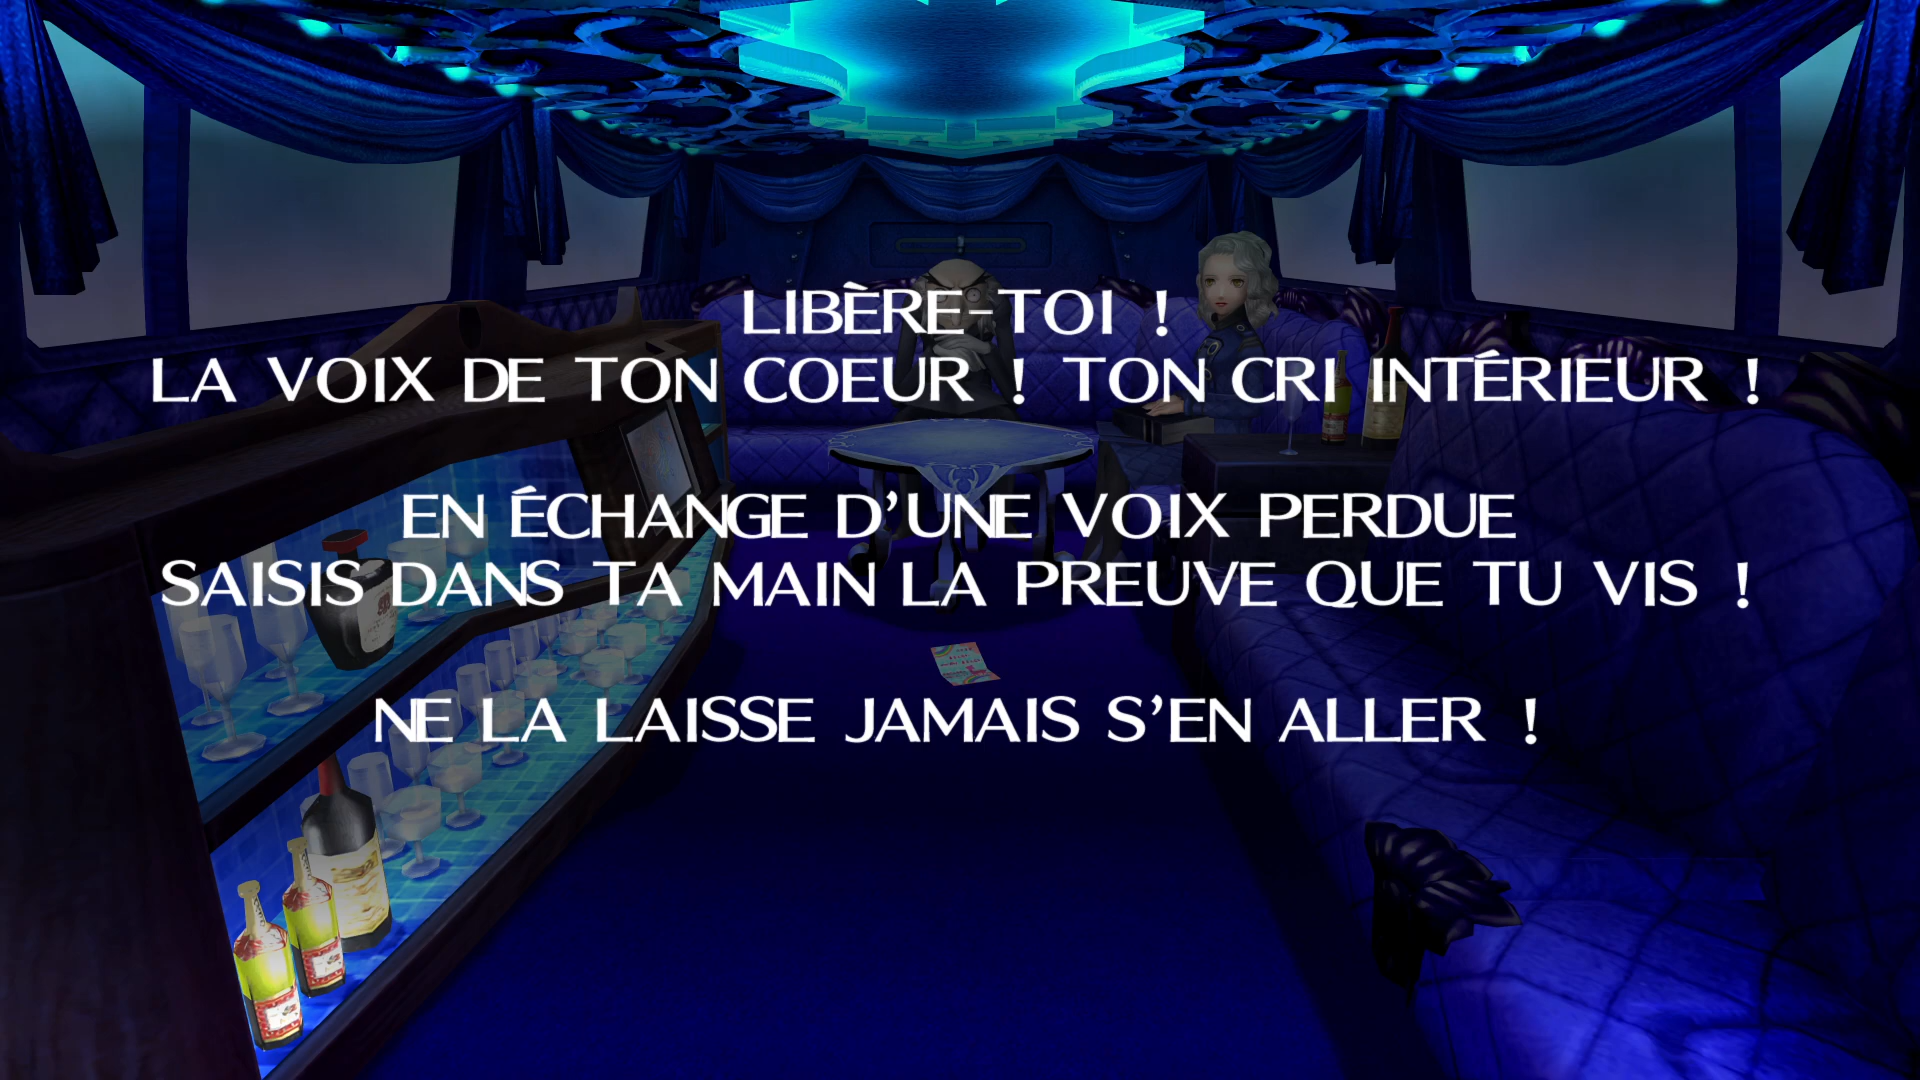 LIBÈRE-TOI !
LA VOIX DE TON COEUR ! TON CRI INTÉRIEUR !
EN ÉCHANGE D'UNE VOIX PERDUE
SAISIS DANS TA MAIN LA PREUVE QUE TU VIS !
NE LA LAISSE JAMAIS S'EN ALLER !